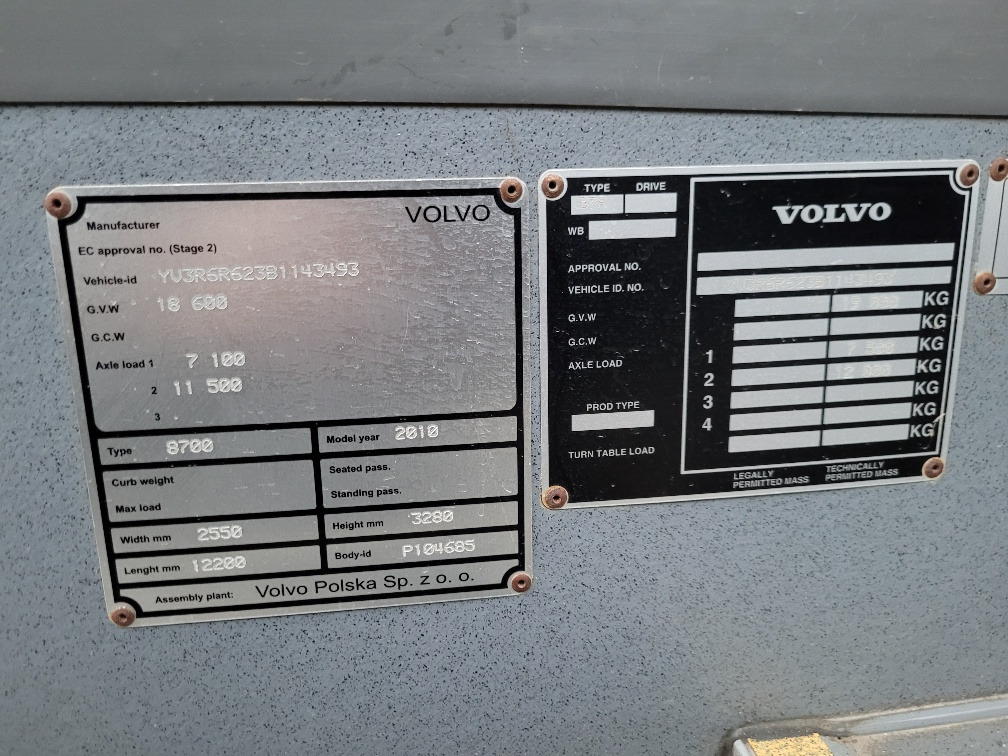 VOLVO
Manufacturer
EC approval no. (Stage 2)
Vehicle-id YV3R6R623B1143493
G.V.W 18 600
G.C.W
Axle load 1 7 100
2 11 500
3
Type 8700
Model year 2010
Curb weight
Seated pass.
Max load
Standing pass.
Width mm 2550
Height mm 3280
Lenght mm 12200
Body-id P104685
Assembly plant: Volvo Polska Sp. z o. o.
TYPE DRIVE
VOLVO
WB
APPROVAL NO.
VEHICLE ID. NO.
G.V.W KG
G.C.W KG
AXLE LOAD 1 KG
2 12 000 KG
3 KG
4 KG
PROD TYPE
TURN TABLE LOAD KG
LEGALLY PERMITTED MASS
TECHNICALLY PERMITTED MASS